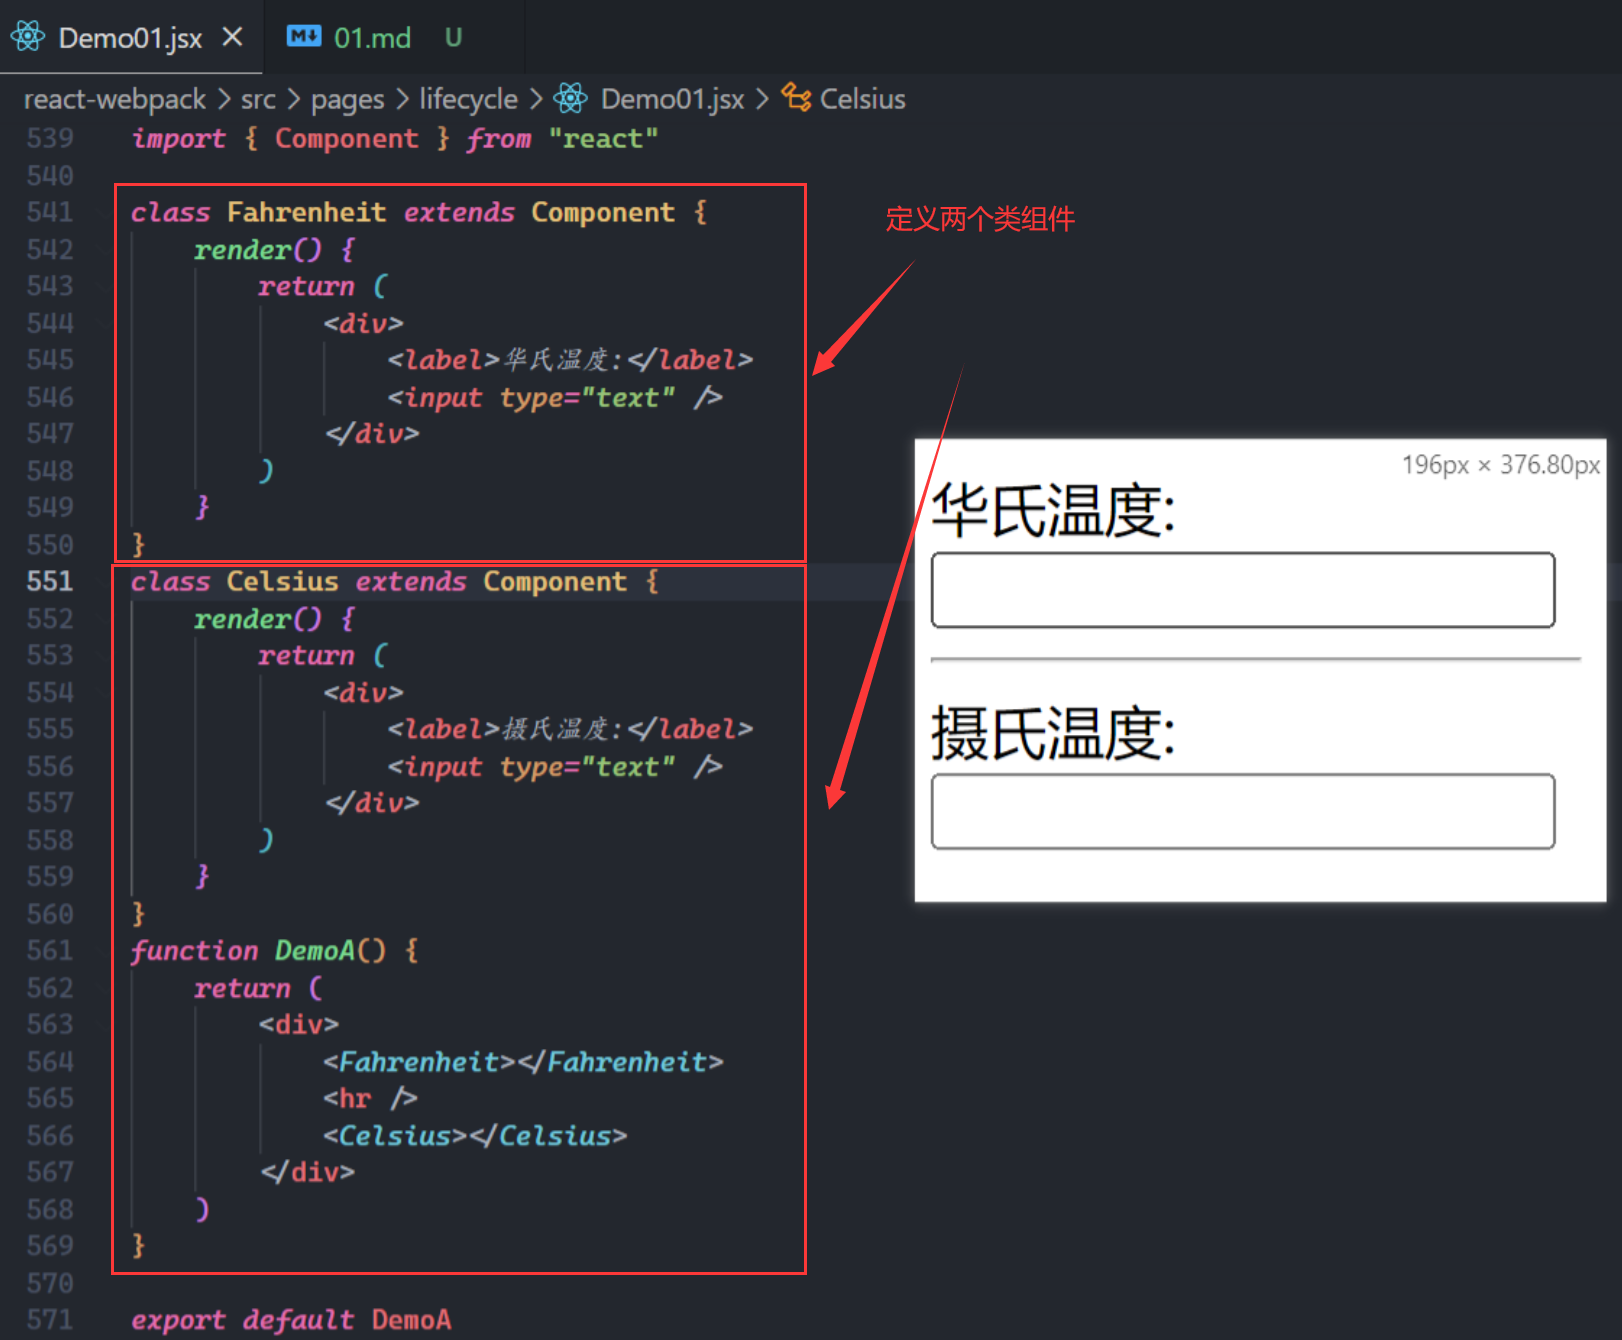 Demo01.jsx
01.md U
react-webpack > src > pages > lifecycle > Demo01.jsx > Celsius
539 import { Component } from "react"
540
541 class Fahrenheit extends Component {
542 render() {
543 return (
544 <div>
545 <label>华氏温度:</label>
546 <input type="text" />
547 </div>
548 )
549 }
550 }
551 class Celsius extends Component {
552 render() {
553 return (
554 <div>
555 <label>摄氏温度:</label>
556 <input type="text" />
557 </div>
558 )
559 }
560 }
561 function DemoA() {
562 return (
563 <div>
564 <Fahrenheit></Fahrenheit>
565 <hr />
566 <Celsius></Celsius>
567 </div>
568 )
569 }
570
571 export default DemoA
定义两个类组件
196px × 376.80px
华氏温度:
摄氏温度: